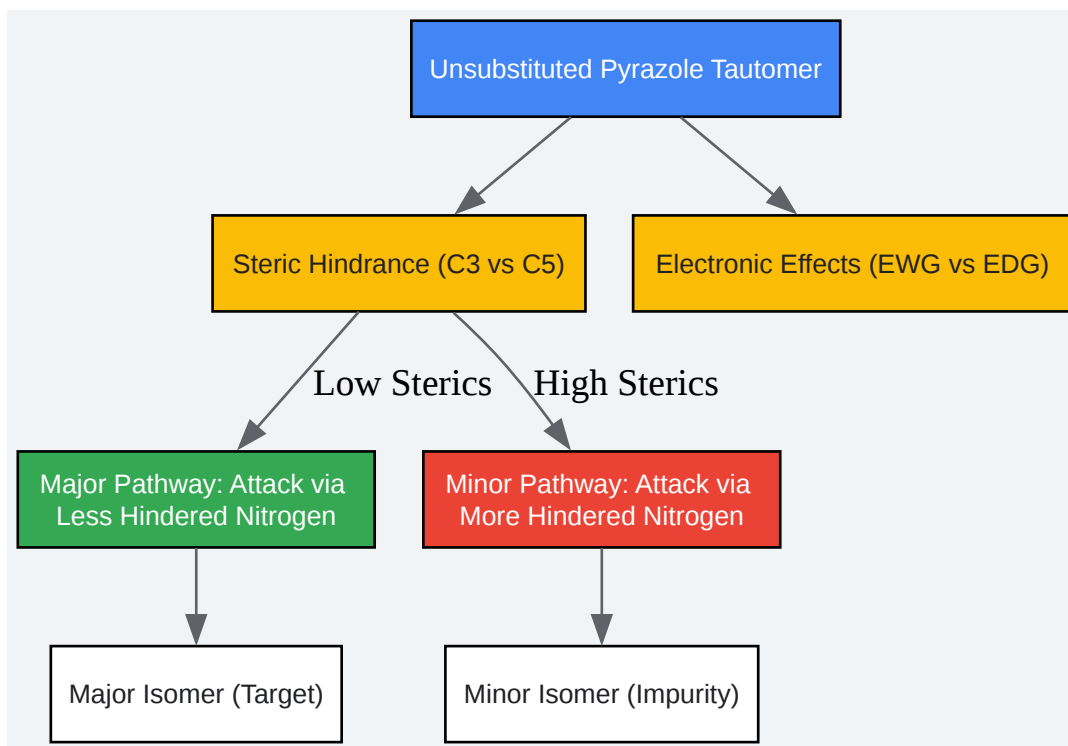 Unsubstituted Pyrazole Tautomer
Steric Hindrance (C3 vs C5)
Electronic Effects (EWG vs EDG)
Low Sterics
High Sterics
Major Pathway: Attack via
Less Hindered Nitrogen
Minor Pathway: Attack via
More Hindered Nitrogen
Major Isomer (Target)
Minor Isomer (Impurity)